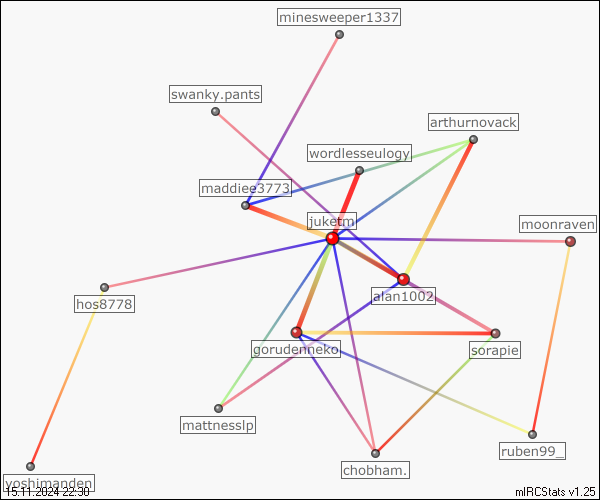 minesweeper1337
swanky.pants
arthurnovack
wordlesseulogy
maddiee3773
juketm
moonraven
alan1002
hos8778
gorudenneko
sorapie
mattnesslp
ruben99_
chobham.
yoshimanden
15.11.2024 22:30
mIRCStats v1.25